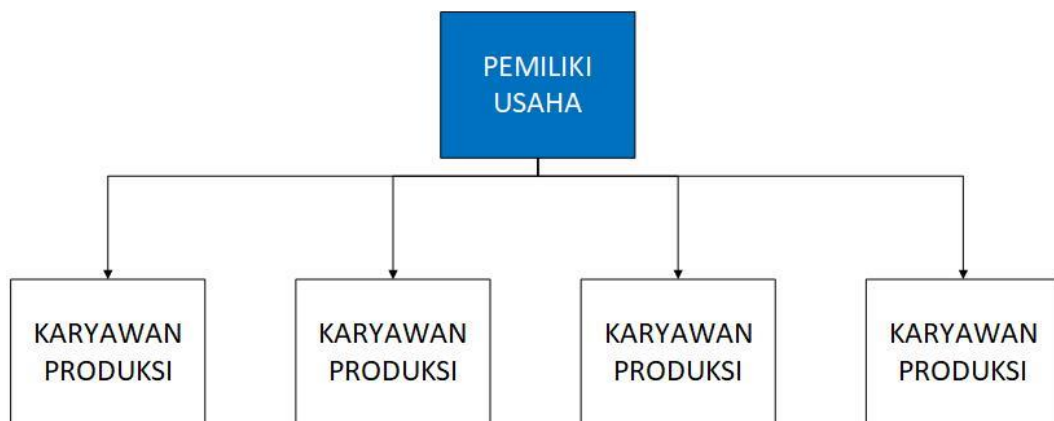 PEMILIKI
USAHA
KARYAWAN
PRODUKSI
KARYAWAN
PRODUKSI
KARYAWAN
PRODUKSI
KARYAWAN
PRODUKSI